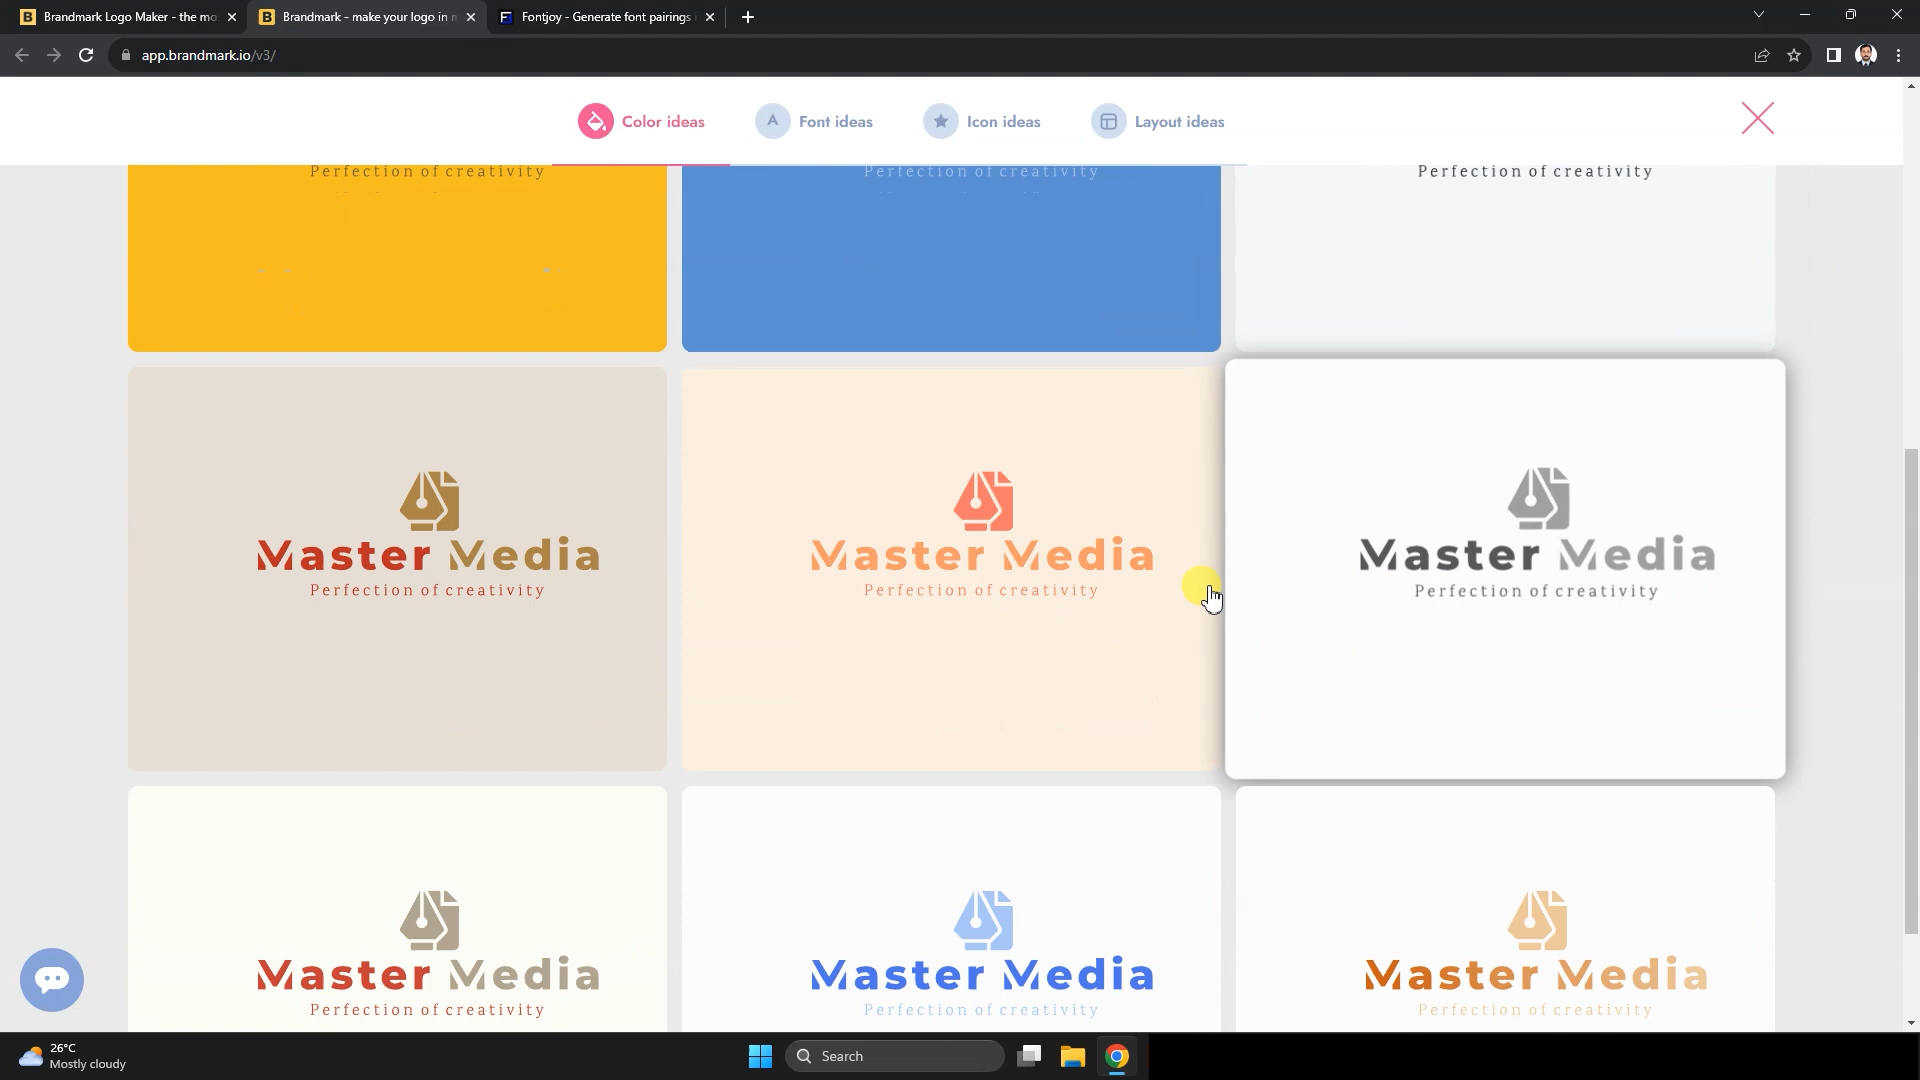 Brandmark Logo Maker - the mo
Brandmark - make your logo in m
Fontjoy - Generate font pairings
app.brandmark.io/v3/
Color ideas
Font ideas
Icon ideas
Layout ideas
Perfection of creativity
Perfection of creativity
Perfection of creativity
Master Media
Perfection of creativity
Master Media
Perfection of creativity
Master Media
Perfection of creativity
Master Media
Perfection of creativity
Master Media
Perfection of creativity
Master Media
Perfection of creativity
26°C
Mostly cloudy
Search